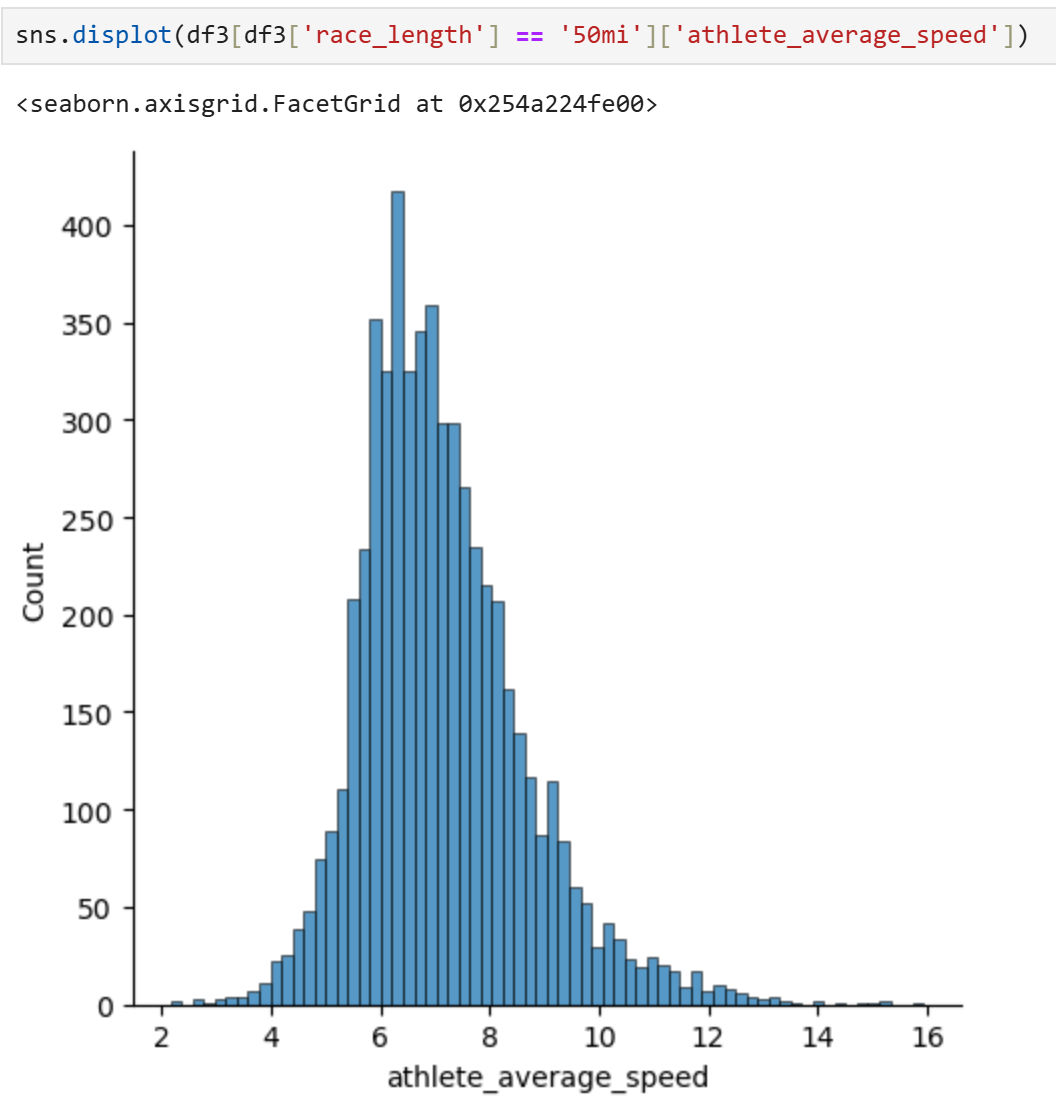 sns.displot(df3[df3['race_length'] == '50mi']['athlete_average_speed'])
<seaborn.axisgrid.FacetGrid at 0x254a224fe00>
400
350
300
250
200
150
100
50
0
Count
2 4 6 8 10 12 14 16
athlete_average_speed